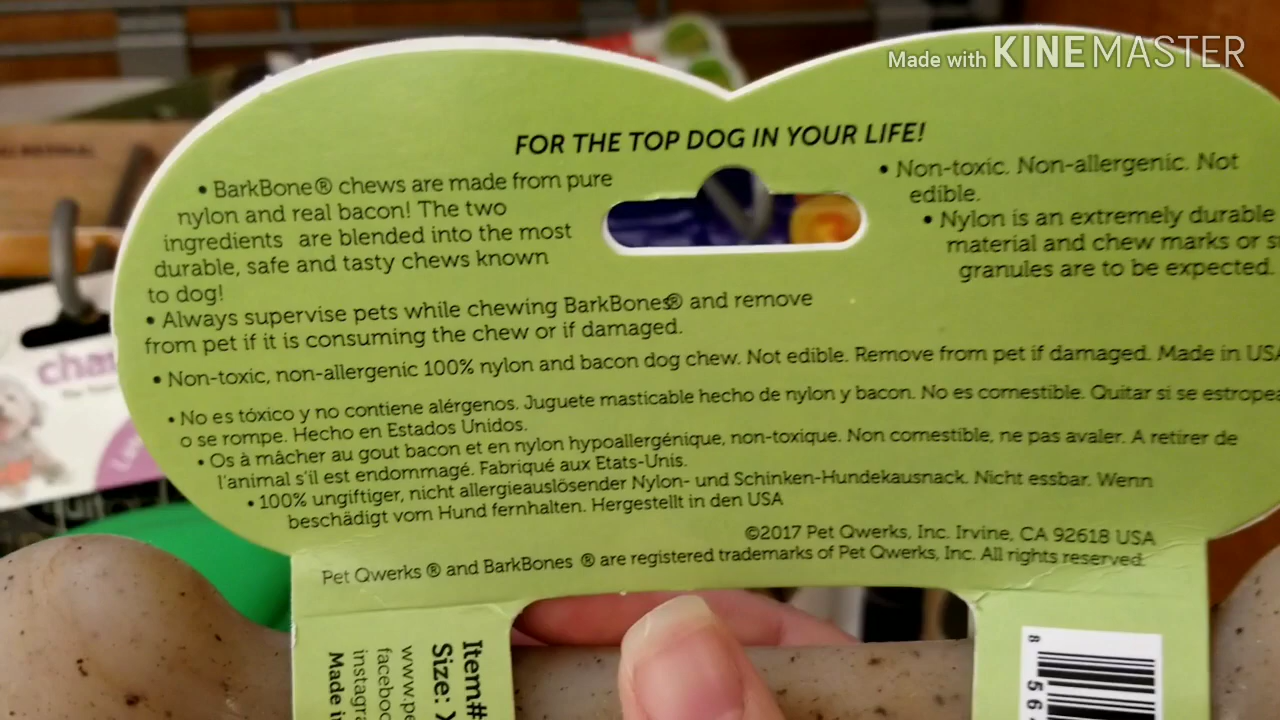 Made with KINEMASTER
FOR THE TOP DOG IN YOUR LIFE!
• BarkBone® chews are made from pure
nylon and real bacon! The two
ingredients are blended into the most
durable, safe and tasty chews known
to dog!
• Always supervise pets while chewing BarkBones® and remove
from pet if it is consuming the chew or if damaged.
• Non-toxic. Non-allergenic. Not
edible.
• Nylon is an extremely durable
material and chew marks or
granules are to be expected.
• Non-toxic, non-allergenic 100% nylon and bacon dog chew. Not edible. Remove from pet if damaged. Made in USA
• No es tóxico y no contiene alérgenos. Juguete masticable hecho de nylon y bacon. No es comestible. Quitar si se estropea
o se rompe. Hecho en Estados Unidos.
• Os à mâcher au gout bacon et en nylon hypoallergénique, non-toxique. Non comestible, ne pas avaler. A retirer de
l'animal s'il est endommagé. Fabriqué aux Etats-Unis.
• 100% ungiftiger, nicht allergieauslösender Nylon- und Schinken-Hundekausnack. Nicht essbar. Wenn
beschädigt vom Hund fernhalten. Hergestellt in den USA
©2017 Pet Qwerks, Inc. Irvine, CA 92618 USA
Pet Qwerks ® and BarkBones ® are registered trademarks of Pet Qwerks, Inc. All rights reserved.
Item#
Size:
www.pe
faceboo
instagra
Made i
8
56
cha